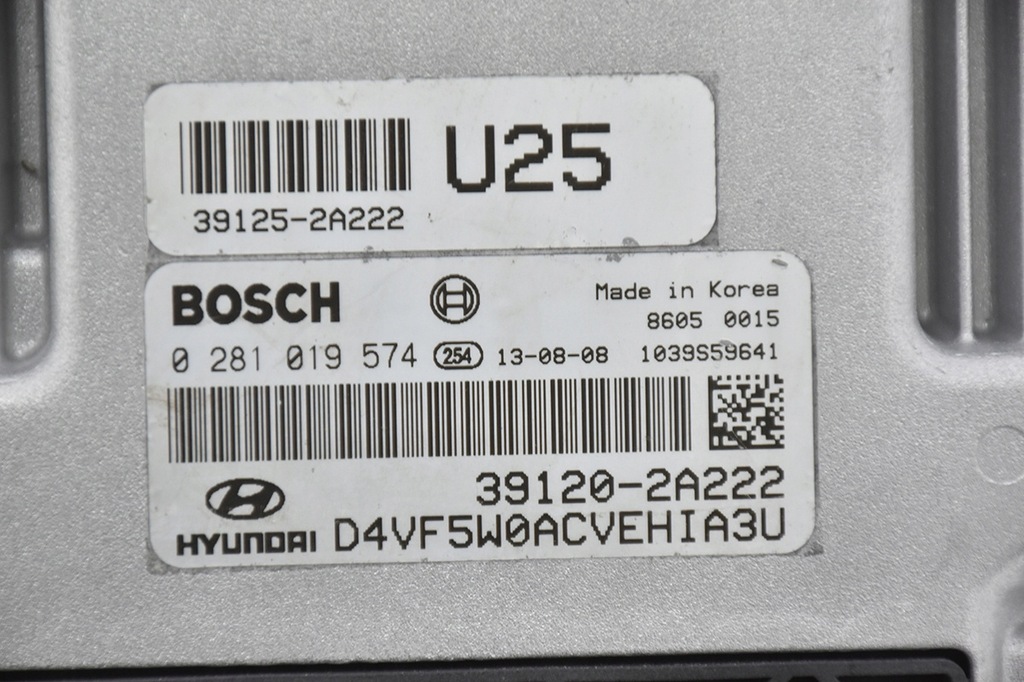 U25
39125-2A222
BOSCH
Made in Korea
8605 0015
0 281 019 574 254 13-08-08 1039S59641
39120-2A222
HYUNDAI D4VF5W0ACVEHIA3U